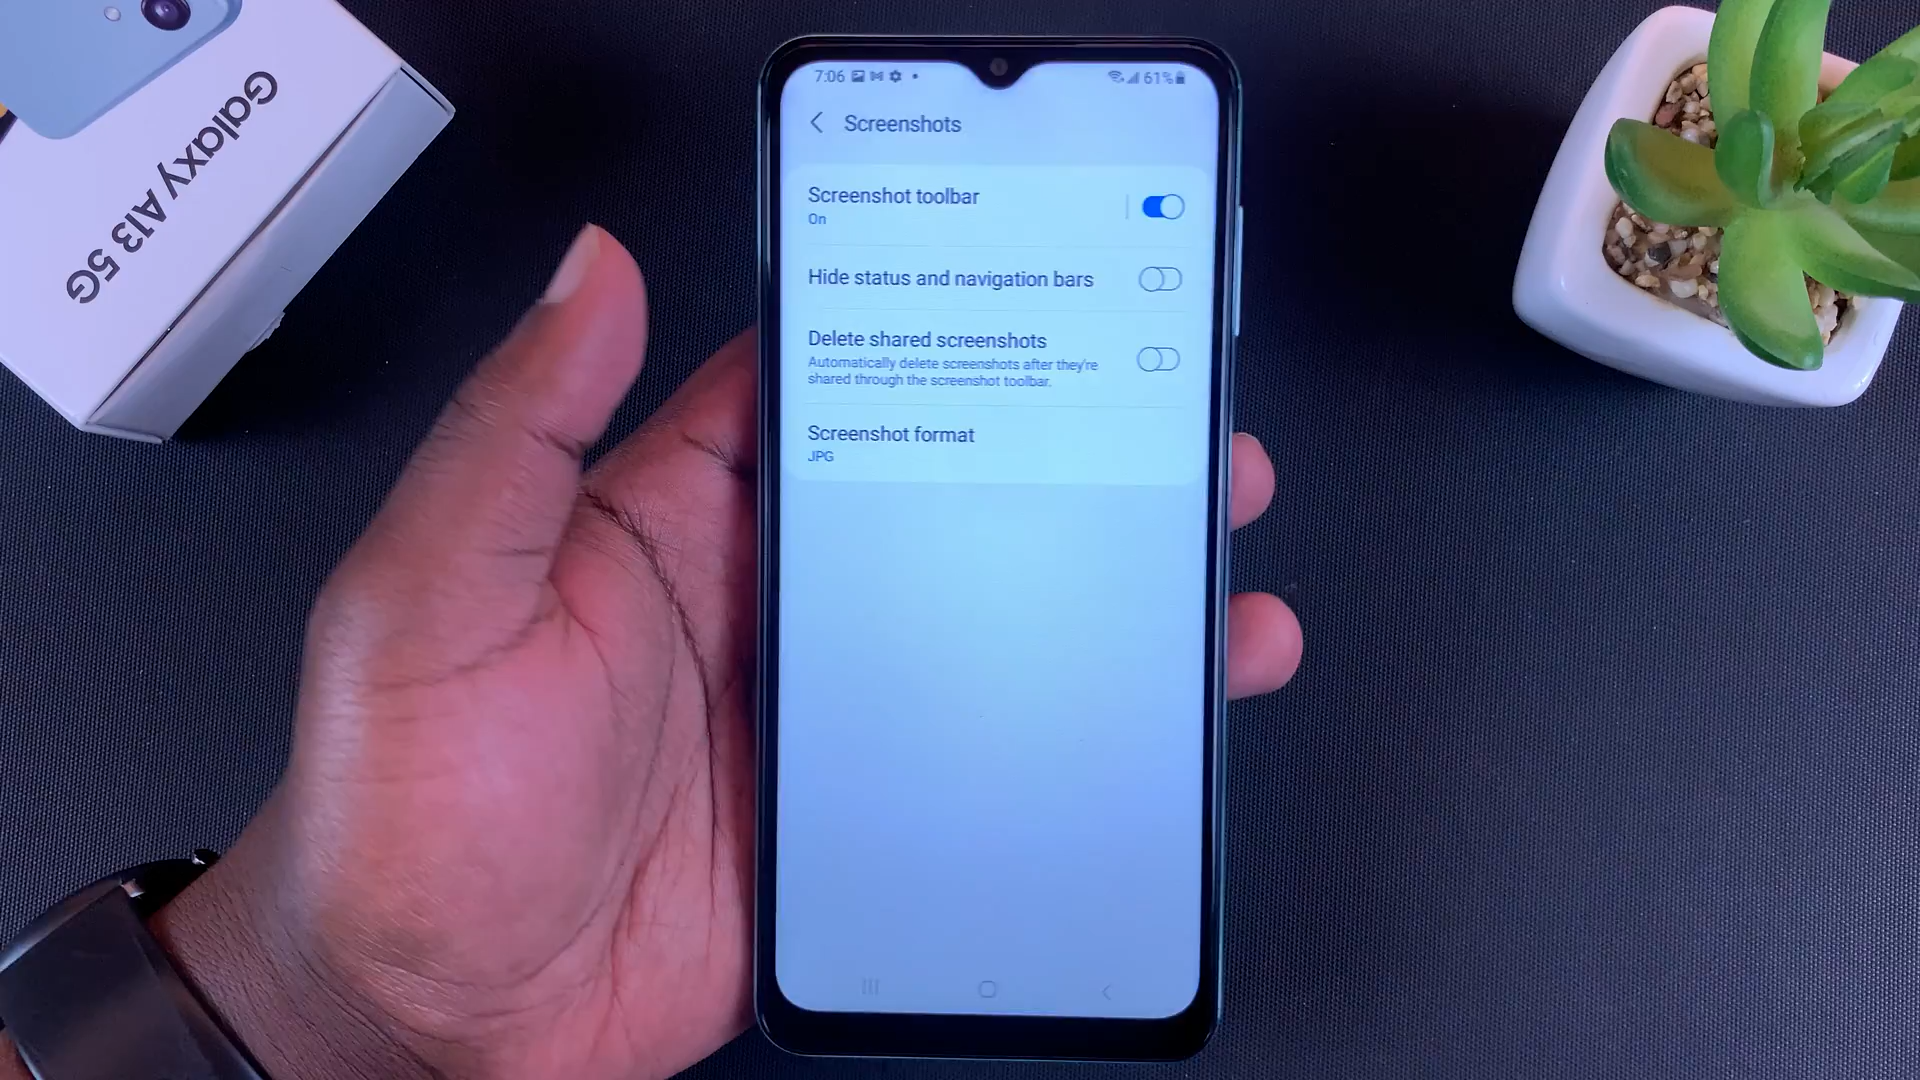 Galaxy A13 5G
7:06
61%
Screenshots
Screenshot toolbar
On
Hide status and navigation bars
Delete shared screenshots
Automatically delete screenshots after they're
shared through the screenshot toolbar.
Screenshot format
JPG